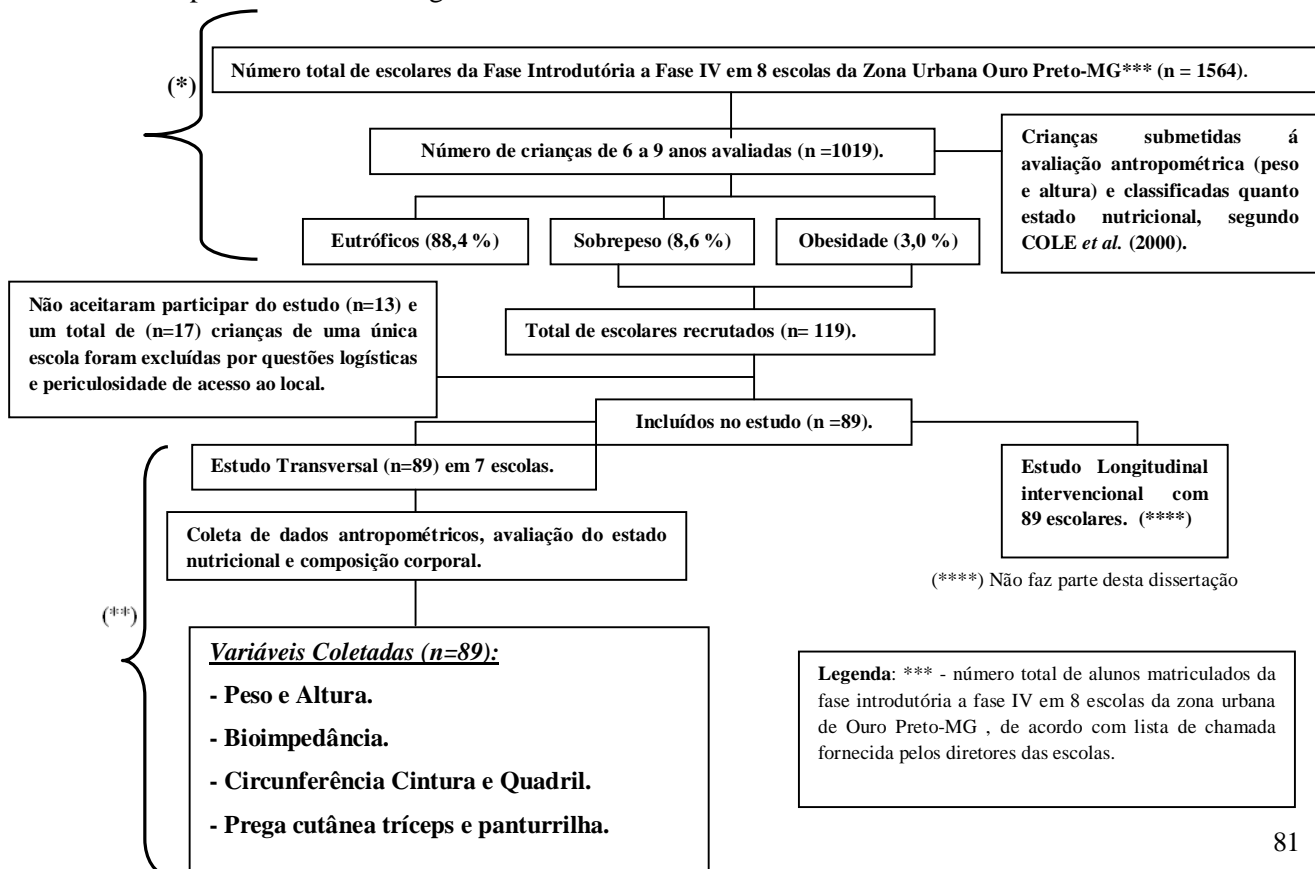 (*)
Número total de escolares da Fase Introdutória a Fase IV em 8 escolas da Zona Urbana Ouro Preto-MG*** (n = 1564).
Número de crianças de 6 a 9 anos avaliadas (n =1019).
Crianças submetidas á
avaliação antropométrica (peso
e altura) e classificadas quanto
estado nutricional, segundo
COLE et al. (2000).
Eutróficos (88,4 %)
Sobrepeso (8,6 %)
Obesidade (3,0 %)
Não aceitaram participar do estudo (n=13) e
um total de (n=17) crianças de uma única
escola foram excluídas por questões logísticas
e periculosidade de acesso ao local.
Total de escolares recrutados (n= 119).
Incluídos no estudo (n =89).
Estudo Transversal (n=89) em 7 escolas.
Estudo Longitudinal
intervencional com
89 escolares. (****)
Coleta de dados antropométricos, avaliação do estado
nutricional e composição corporal.
(****) Não faz parte desta dissertação
(**)
Variáveis Coletadas (n=89):
- Peso e Altura.
- Bioimpedância.
- Circunferência Cintura e Quadril.
- Prega cutânea tríceps e panturrilha.
Legenda: *** - número total de alunos matriculados da
fase introdutória a fase IV em 8 escolas da zona urbana
de Ouro Preto-MG , de acordo com lista de chamada
fornecida pelos diretores das escolas.
81